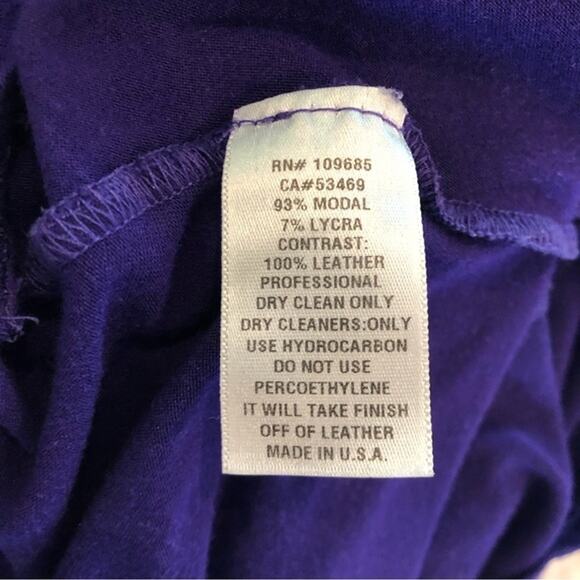 RN# 109685
CA#53469
93% MODAL
7% LYCRA
CONTRAST:
100% LEATHER
PROFESSIONAL
DRY CLEAN ONLY
DRY CLEANERS:ONLY
USE HYDROCARBON
DO NOT USE
PERCOETHYLENE
IT WILL TAKE FINISH
OFF OF LEATHER
MADE IN U.S.A.